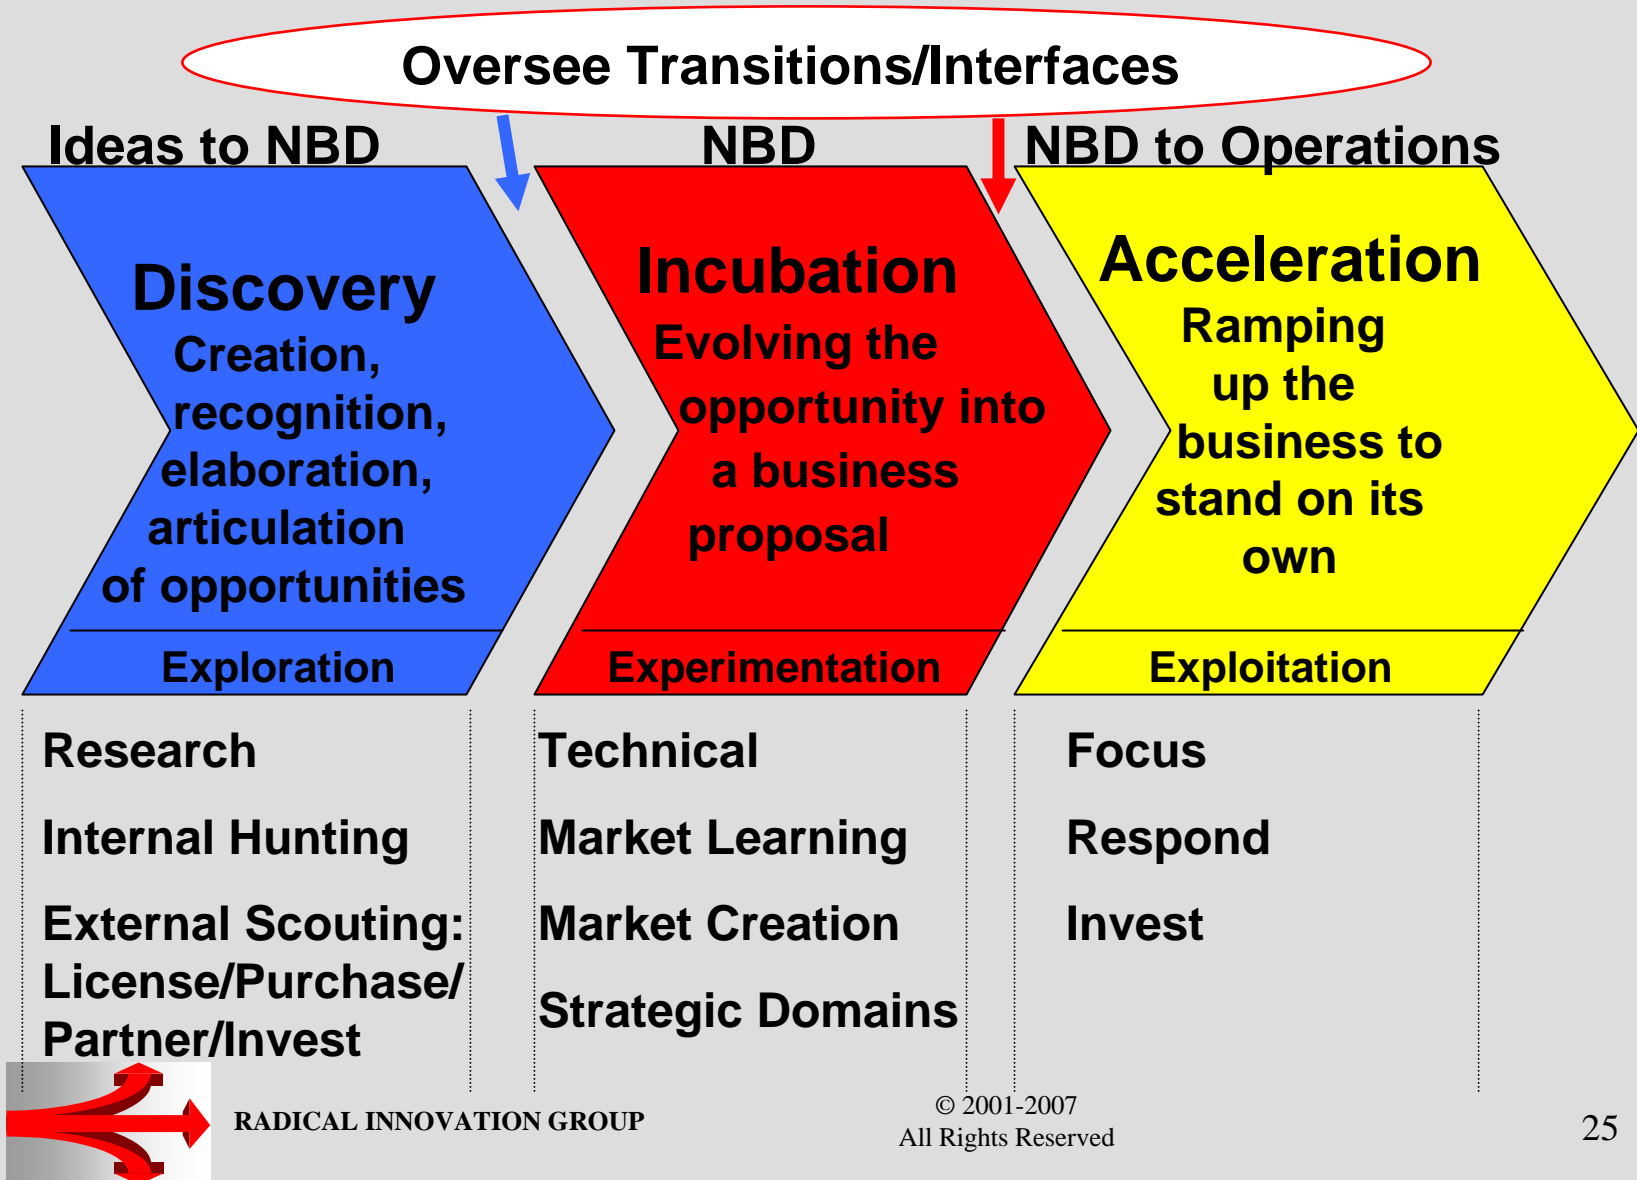 Oversee Transitions/Interfaces
Ideas to NBD
NBD
NBD to Operations
Discovery
Creation,
recognition,
elaboration,
articulation
of opportunities
Exploration
Incubation
Evolving the
opportunity into
a business
proposal
Experimentation
Acceleration
Ramping
up the
business to
stand on its
own
Exploitation
Research
Internal Hunting
External Scouting:
License/Purchase/
Partner/Invest
Technical
Market Learning
Market Creation
Strategic Domains
Focus
Respond
Invest
RADICAL INNOVATION GROUP
© 2001-2007
All Rights Reserved
25